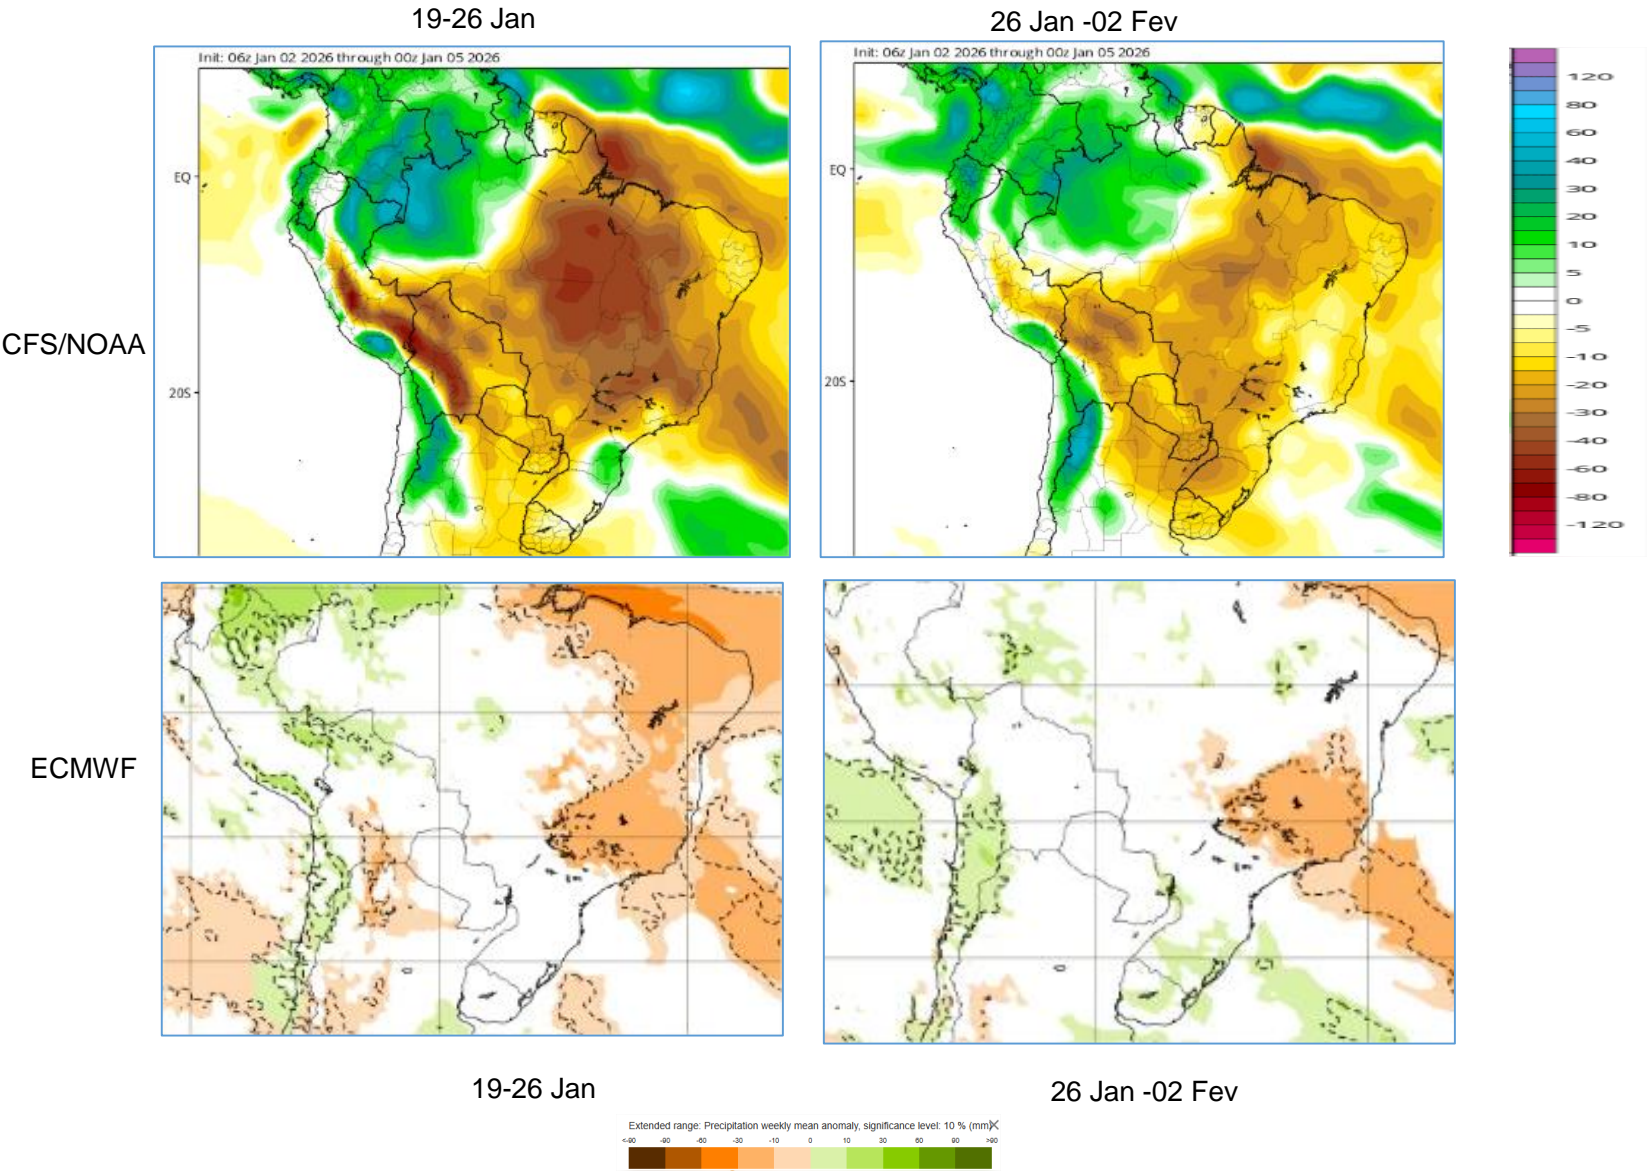 19-26 Jan
26 Jan -02 Fev
Init: 06z Jan 02 2026 through 00z Jan 05 2026
Init: 06z Jan 02 2026 through 00z Jan 05 2026
EQ
20S
EQ
20S
120
80
60
40
30
20
10
5
0
-5
-10
-20
-30
-40
-60
-80
-120
CFS/NOAA
ECMWF
19-26 Jan
26 Jan -02 Fev
Extended range: Precipitation weekly mean anomaly, significance level: 10 % (mm)
<-90 -90 -60 -30 -10 0 10 30 60 90 >90